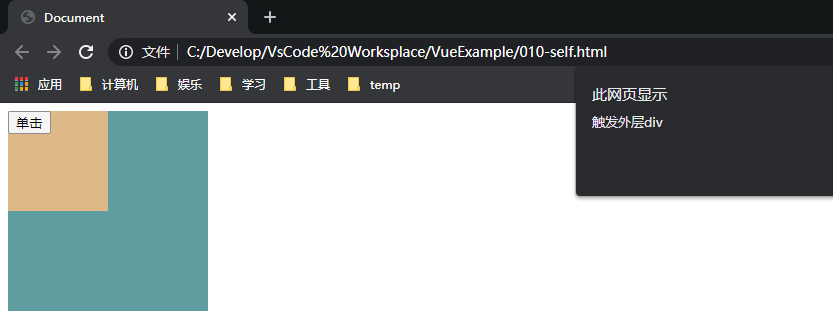 Document
文件 C:/Develop/VsCode%20Worksplace/VueExample/010-self.html
应用 计算机 娱乐 学习 工具 temp
此网页显示
触发外层div
单击